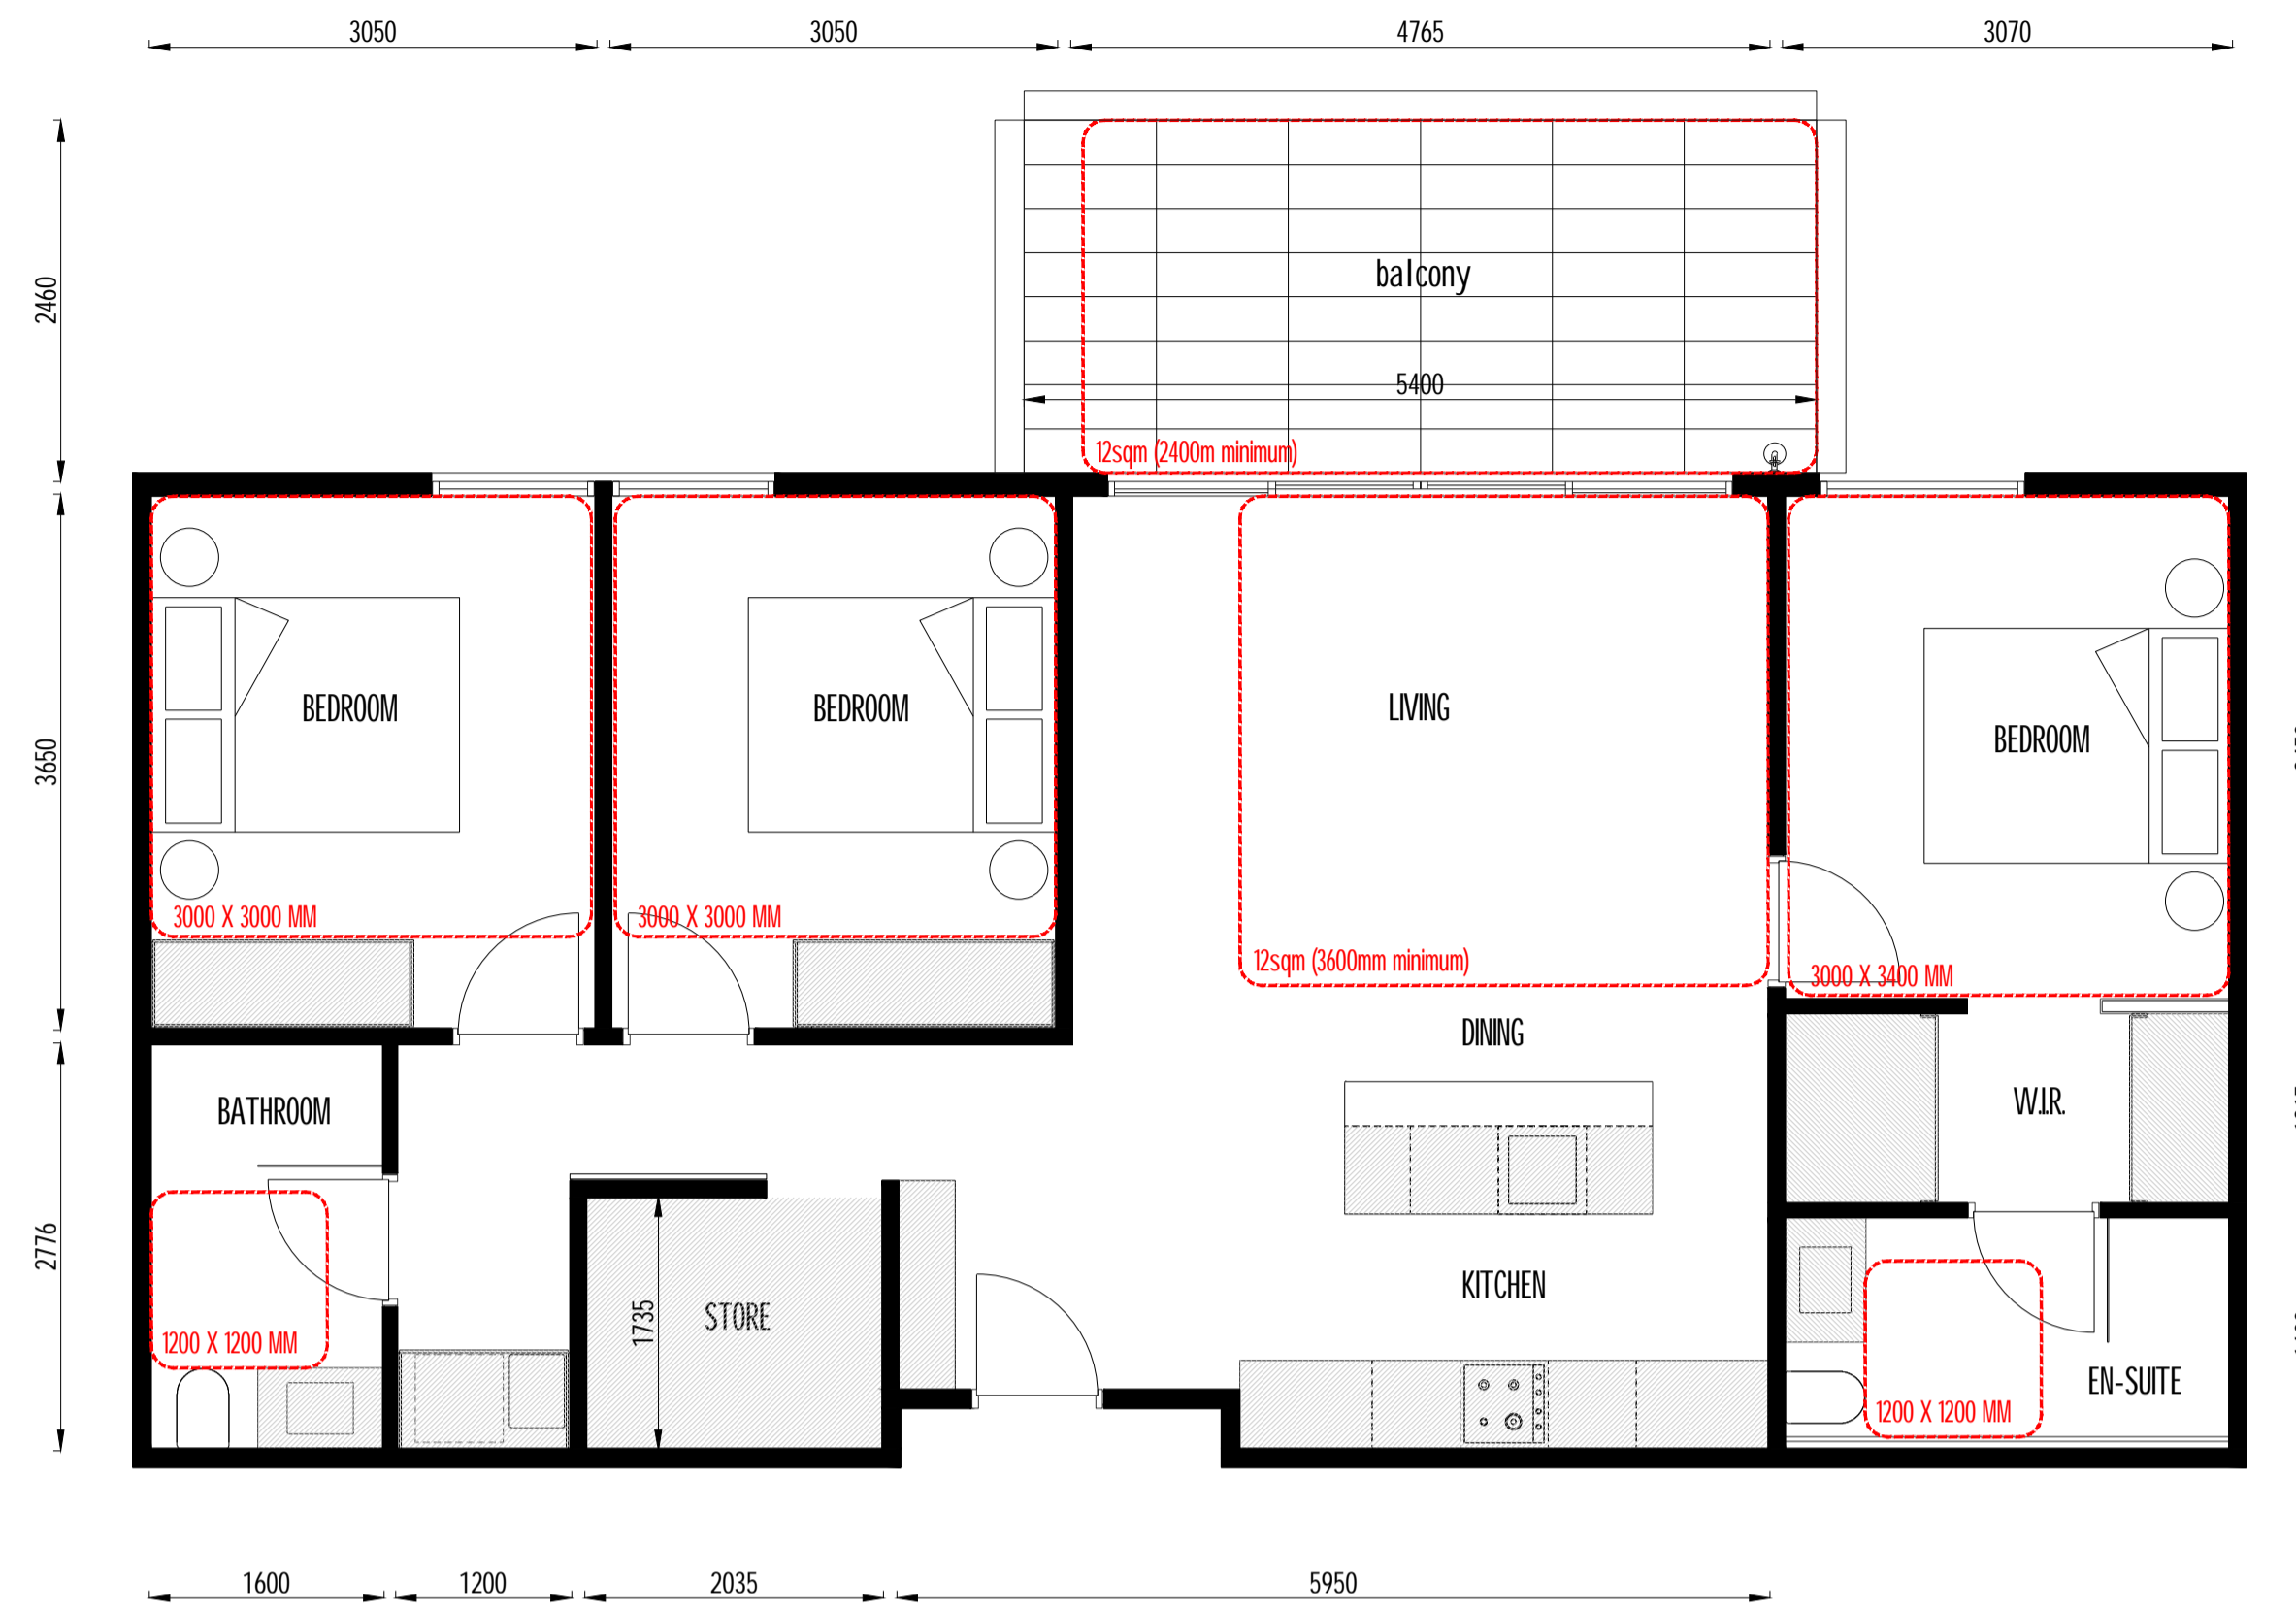 3050
3050
4765
3070
2460
balcony
5400
12sqm (2400m minimum)
3650
BEDROOM
BEDROOM
LIVING
BEDROOM
3000 X 3000 MM
3000 X 3000 MM
12sqm (3600mm minimum)
3000 X 3400 MM
DINING
BATHROOM
W.I.R.
2776
KITCHEN
1735
STORE
1200 X 1200 MM
EN-SUITE
1200 X 1200 MM
1600
1200
2035
5950